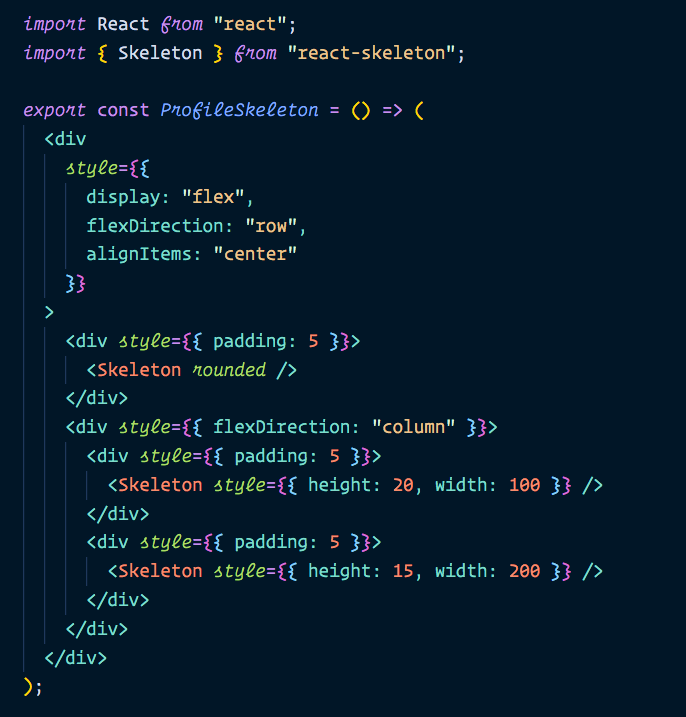 import React from "react";
import { Skeleton } from "react-skeleton";

export const ProfileSkeleton = () => (
  <div
    style={{
      display: "flex",
      flexDirection: "row",
      alignItems: "center"
    }}
  >
    <div style={{ padding: 5 }}>
      <Skeleton rounded />
    </div>
    <div style={{ flexDirection: "column" }}>
      <div style={{ padding: 5 }}>
        <Skeleton style={{ height: 20, width: 100 }} />
      </div>
      <div style={{ padding: 5 }}>
        <Skeleton style={{ height: 15, width: 200 }} />
      </div>
    </div>
  </div>
);